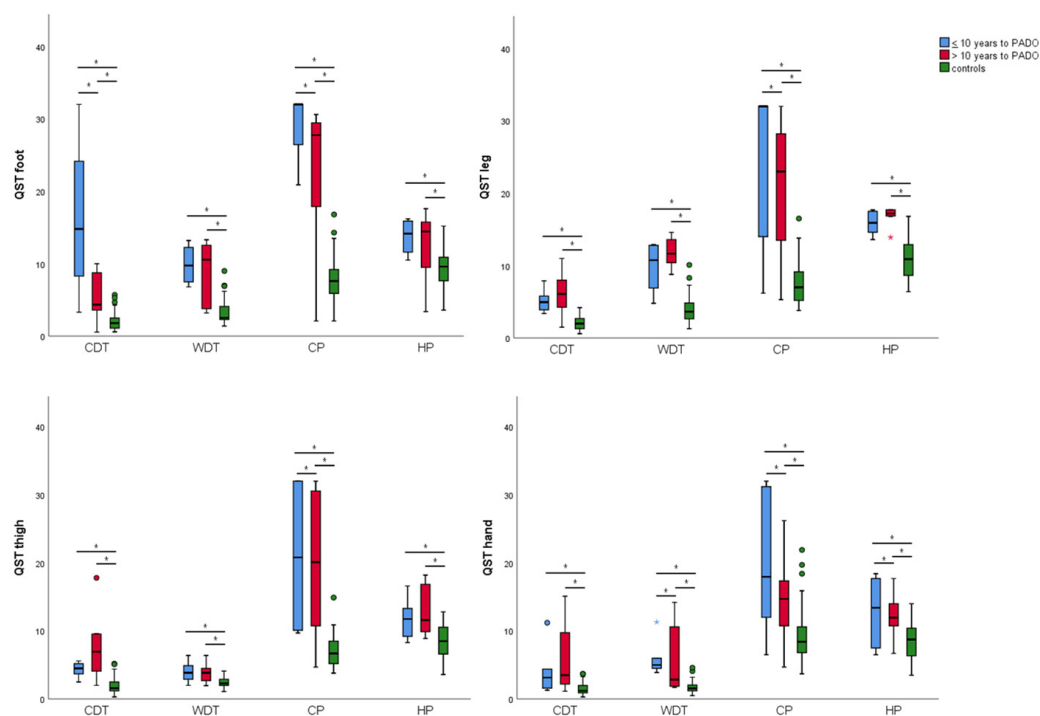 ≤ 10 years to PADO
> 10 years to PADO
controls
QST foot
40
30
20
10
0
* * *
*
* * *
* *
* *
CDT WDT CP HP
QST leg
40
30
20
10
0
* *
* *
* * *
* *
*
CDT WDT CP HP
QST thigh
40
30
20
10
0
* *
* *
* * *
* *
CDT WDT CP HP
QST hand
40
30
20
10
0
* *
* * *
*
* * *
* * *
CDT WDT CP HP